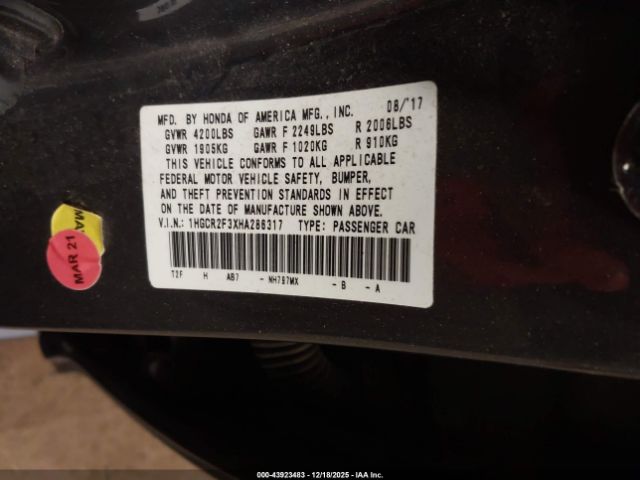 MFD. BY HONDA OF AMERICA MFG., INC. 08/'17
GVWR 4200LBS GAWR F 2249LBS R 2006LBS
GVWR 1905KG GAWR F 1020KG R 910KG
THIS VEHICLE CONFORMS TO ALL APPLICABLE
FEDERAL MOTOR VEHICLE SAFETY, BUMPER,
AND THEFT PREVENTION STANDARDS IN EFFECT
ON THE DATE OF MANUFACTURE SHOWN ABOVE.
V.I.N.: 1HGCR2F3XHA286317 TYPE: PASSENGER CAR
T2F H AB7 - NH797MX - B - A
MA
MAR 21
000-43923483 - 12/18/2025 - IAA Inc.